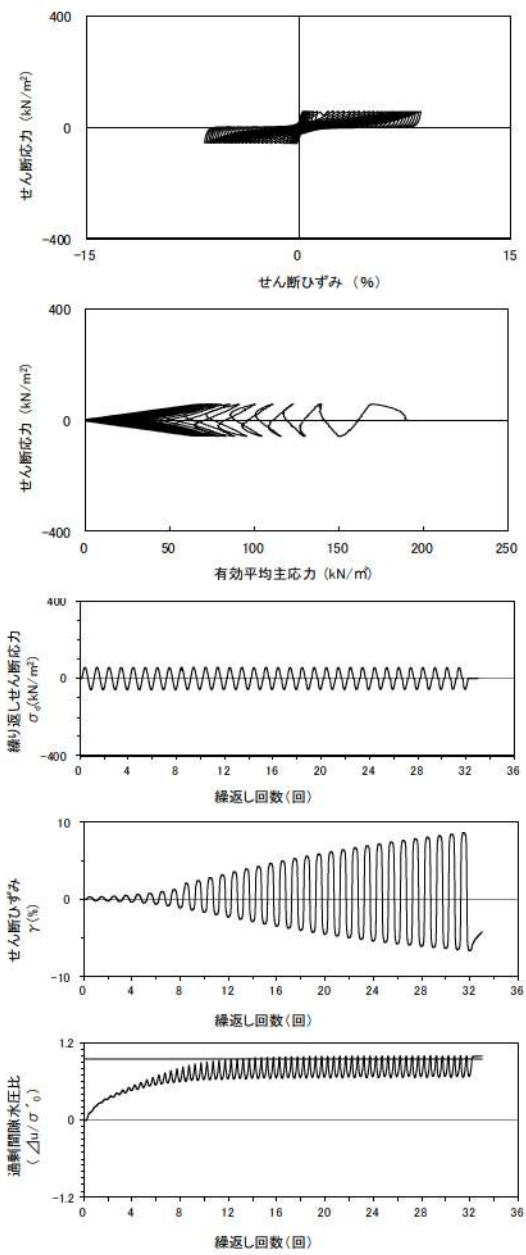 400
せん断応力 (kN/m²)
0
-400
-15
0
15
せん断ひずみ (%)
400
せん断応力 (kN/m²)
0
-400
0
50
100
150
200
250
有効平均主応力 (kN/㎡)
400
繰り返しせん断応力
σd(kN/m²)
0
-400
0 4 8 12 16 20 24 28 32 36
繰返し回数(回)
10
せん断ひずみ
γ(%)
0
-10
0 4 8 12 16 20 24 28 32 36
繰返し回数(回)
1.2
過剰間隙水圧比
(⊿u/σ'₀)
0
-1.2
0 4 8 12 16 20 24 28 32 36
繰返し回数(回)